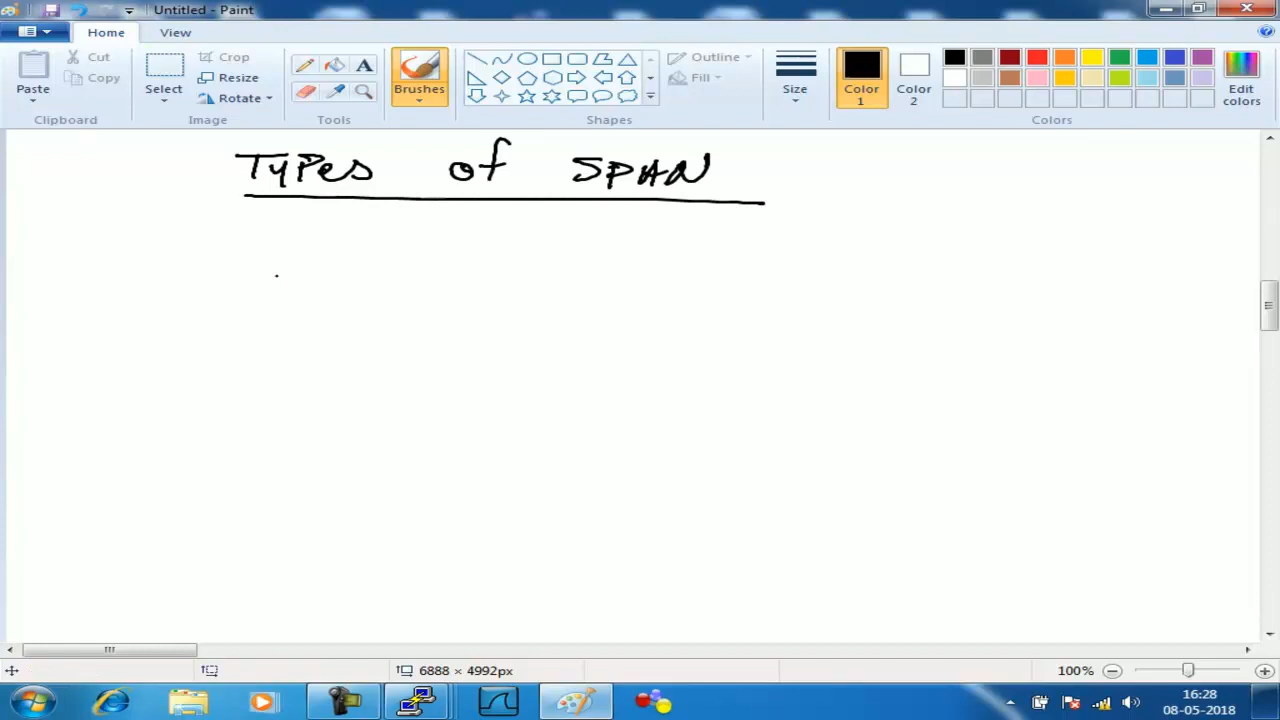 Untitled - Paint
Home View
Cut
Copy
Paste
Clipboard
Select
Crop
Resize
Rotate
Image
Tools
Brushes
Shapes
Outline
Fill
Size
Color 1
Color 2
Colors
Edit colors
TYPes of SPAN
6888 × 4992px
100%
16:28
08-05-2018